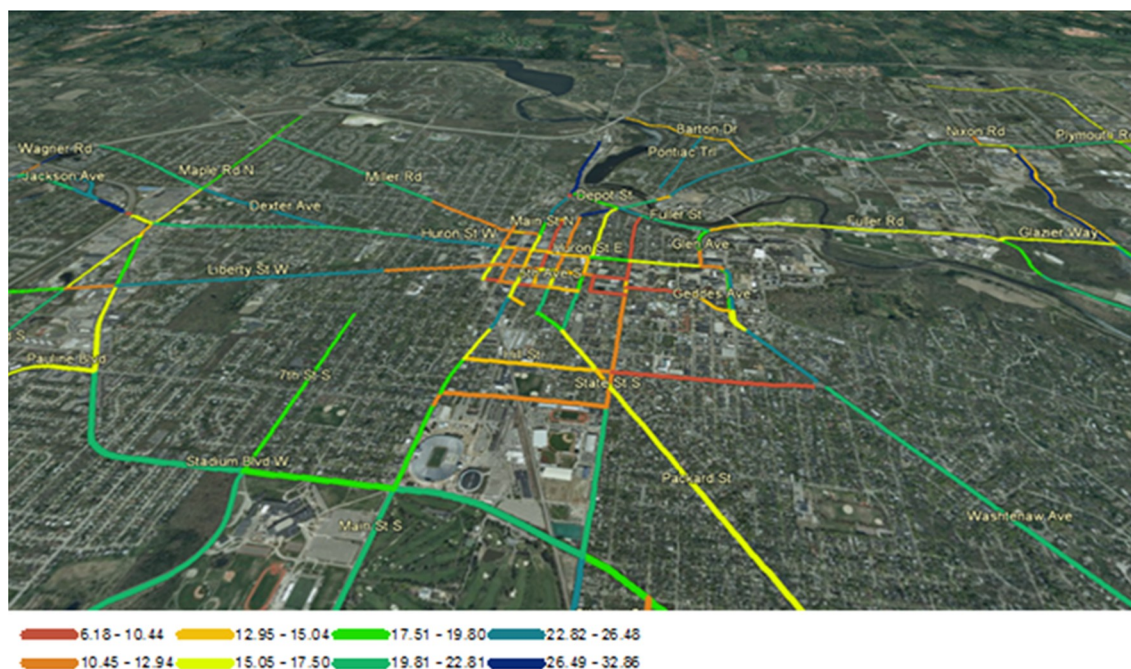 Barton Dr
Nixon Rd
Plymouth Rd
Wagner Rd
Pontiac Trl
Maple Rd N
Jackson Ave
Miller Rd
Depot St
Dexter Ave
Main St N
Fuller St
Fuller Rd
Huron St W
Huron St E
Glen Ave
Glazier Way
Liberty St W
Geddes Ave
Pauline Blvd
7th St S
State St S
Stadium Blvd W
Packard St
Main St S
Washtenaw Ave
6.18 - 10.44 12.95 - 15.04 17.51 - 19.80 22.82 - 26.48
10.45 - 12.94 15.05 - 17.50 19.81 - 22.81 26.49 - 32.86